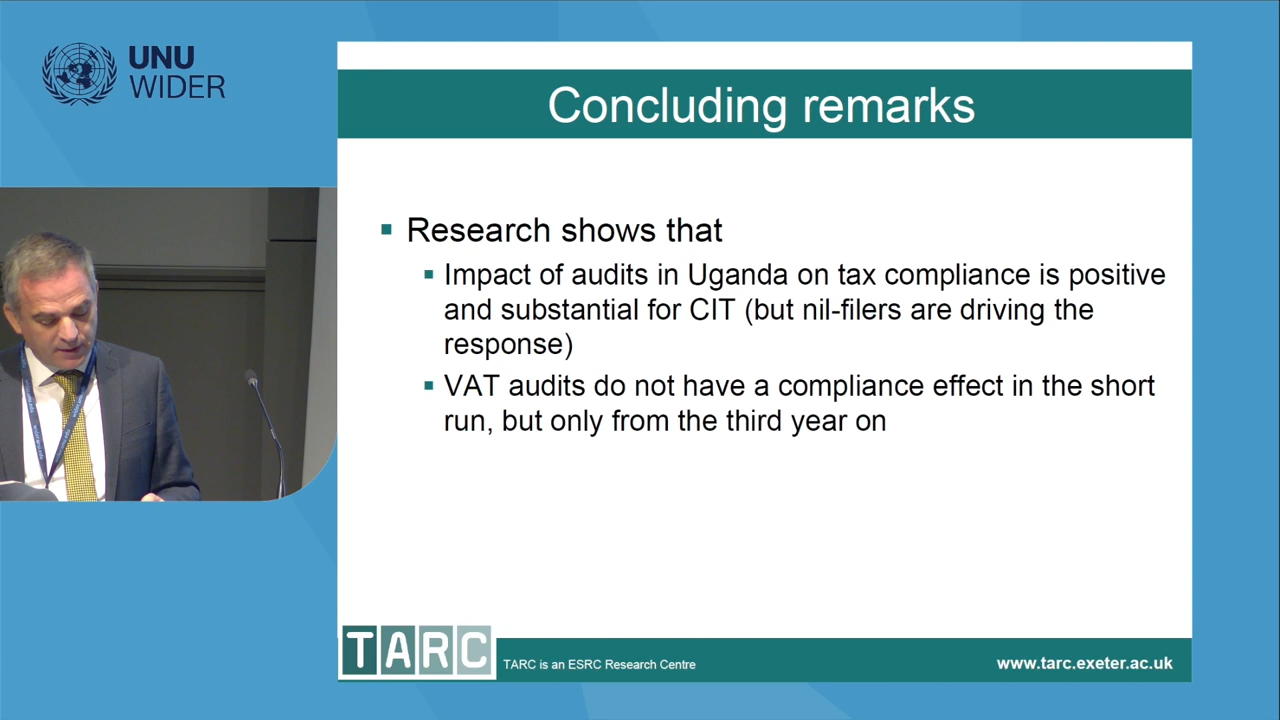 UNU
WIDER
Concluding remarks
Research shows that
Impact of audits in Uganda on tax compliance is positive
and substantial for CIT (but nil-filers are driving the
response)
VAT audits do not have a compliance effect in the short
run, but only from the third year on
TARC
TARC is an ESRC Research Centre
www.tarc.exeter.ac.uk